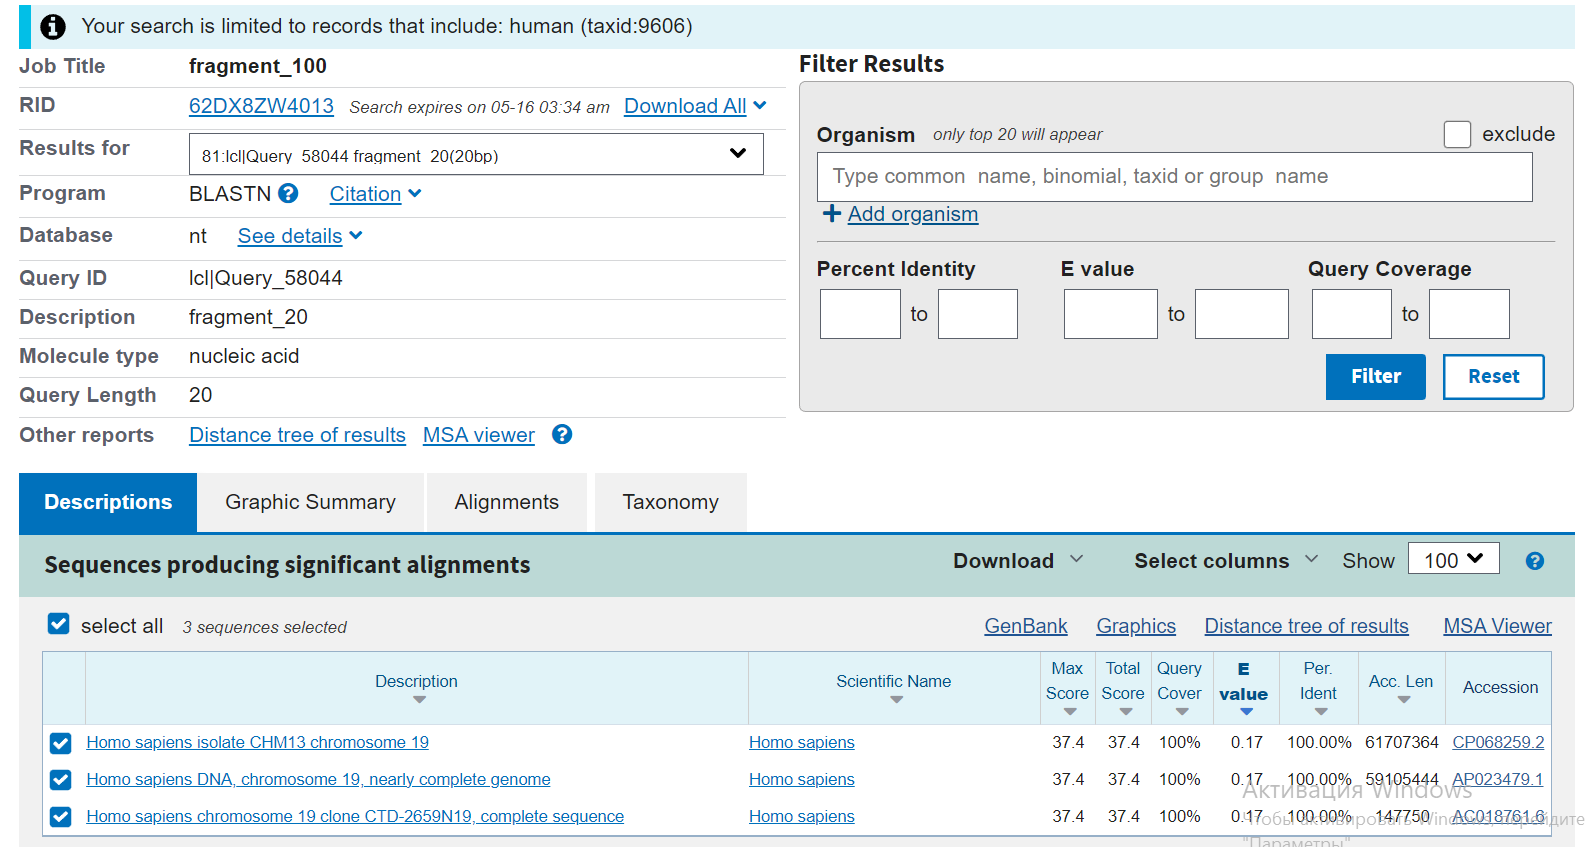 Your search is limited to records that include: human (taxid:9606)
Job Title fragment_100
RID 62DX8ZW4013 Search expires on 05-16 03:34 am Download All
Results for 81:lcl|Query_58044 fragment_20(20bp)
Program BLASTN ? Citation
Database nt See details
Query ID lcl|Query_58044
Description fragment_20
Molecule type nucleic acid
Query Length 20
Other reports Distance tree of results MSA viewer ?
Filter Results
Organism only top 20 will appear exclude
Type common name, binomial, taxid or group name
+ Add organism
Percent Identity E value Query Coverage
to to to
Filter Reset
Descriptions Graphic Summary Alignments Taxonomy
Sequences producing significant alignments Download Select columns Show 100 ?
select all 3 sequences selected GenBank Graphics Distance tree of results MSA Viewer
Description Scientific Name Max Score Total Score Query Cover E value Per. Ident Acc. Len Accession
Homo sapiens isolate CHM13 chromosome 19 Homo sapiens 37.4 37.4 100% 0.17 100.00% 61707364 CP068259.2
Homo sapiens DNA, chromosome 19, nearly complete genome Homo sapiens 37.4 37.4 100% 0.17 100.00% 59105444 AP023479.1
Homo sapiens chromosome 19 clone CTD-2659N19, complete sequence Homo sapiens 37.4 37.4 100% 0.17 100.00% 147750 AC018761.6
Активация Windows
Чтобы активировать Windows, перейдите
"Параметры"